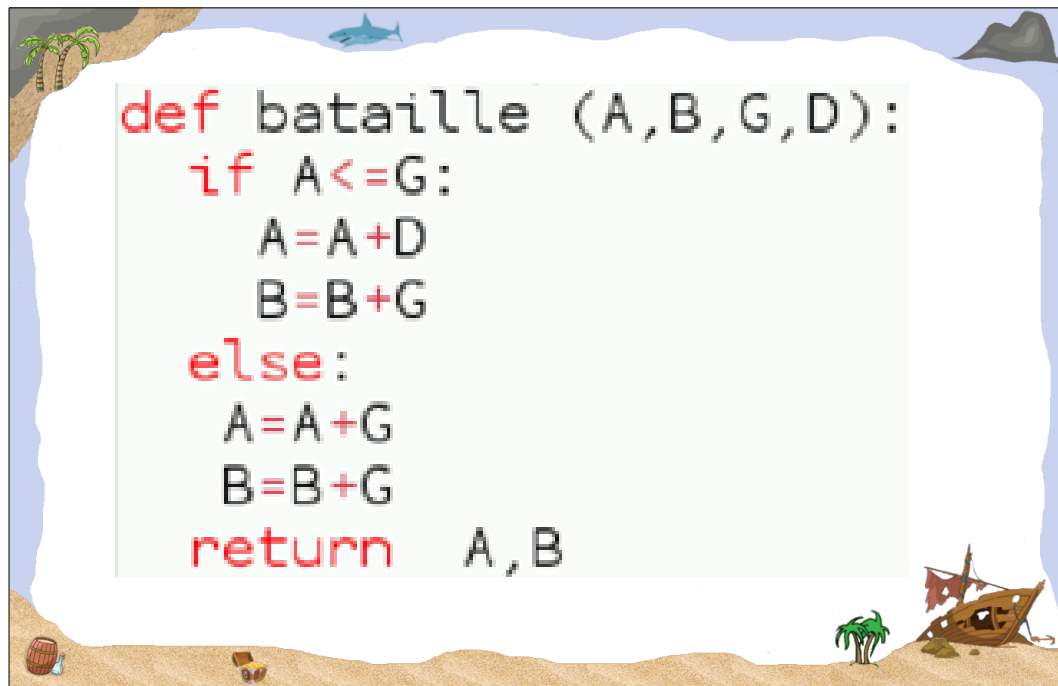 def bataille (A,B,G,D):
  if A<=G:
    A=A+D
    B=B+G
  else:
   A=A+G
   B=B+G
  return  A,B